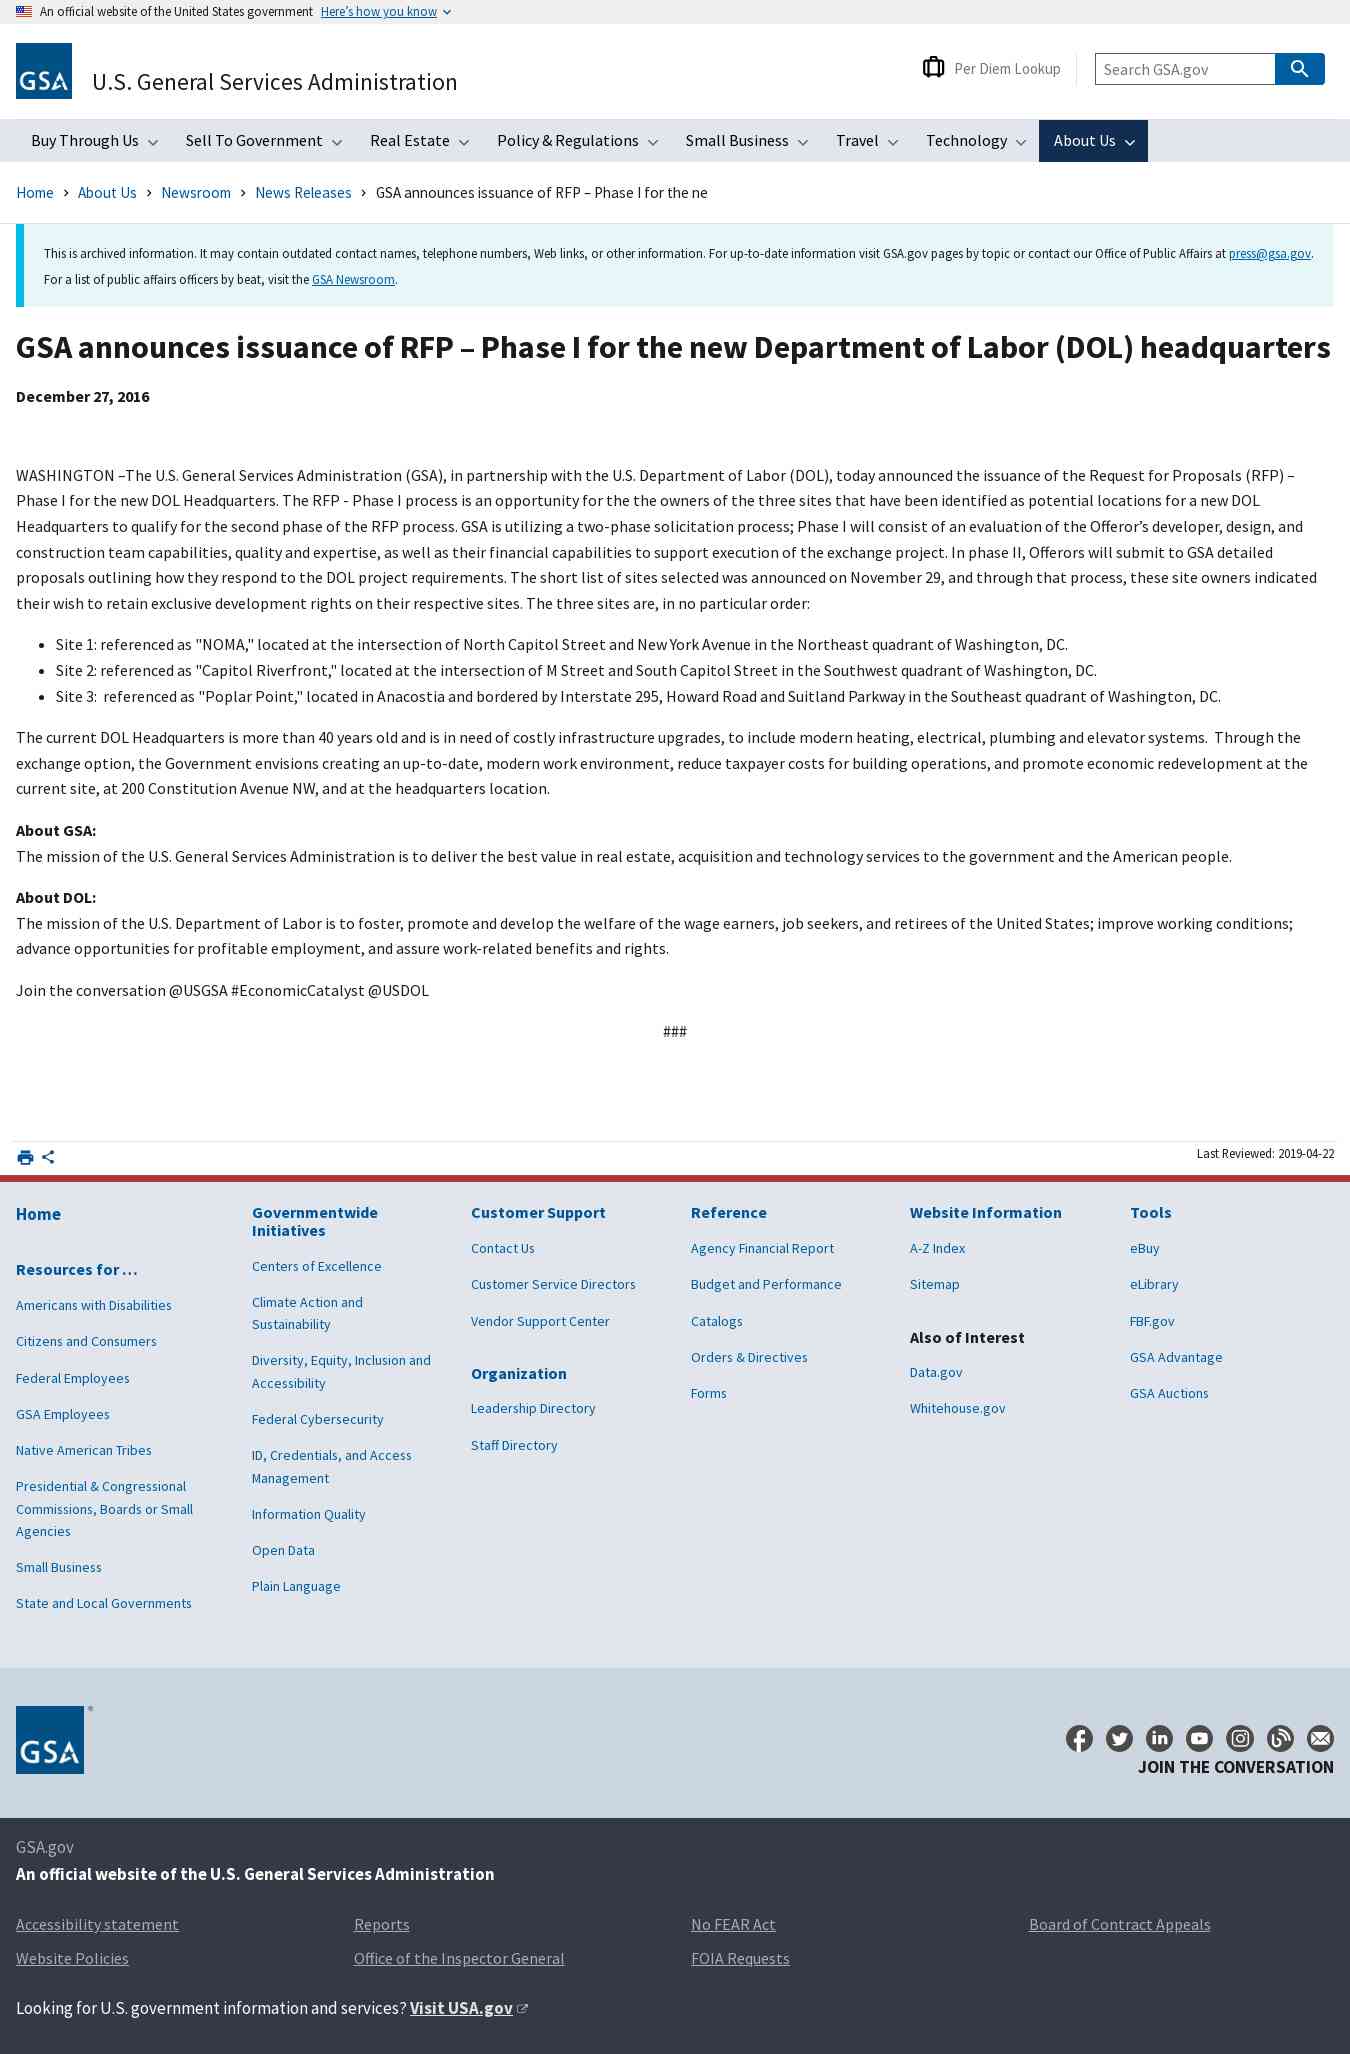 An official website of the United States government Here's how you know
GSA
U.S. General Services Administration
Per Diem Lookup
Search GSA.gov
Buy Through Us Sell To Government Real Estate Policy & Regulations Small Business Travel Technology About Us
Home About Us Newsroom News Releases GSA announces issuance of RFP – Phase I for the ne
This is archived information. It may contain outdated contact names, telephone numbers, Web links, or other information. For up-to-date information visit GSA.gov pages by topic or contact our Office of Public Affairs at press@gsa.gov.
For a list of public affairs officers by beat, visit the GSA Newsroom.
GSA announces issuance of RFP – Phase I for the new Department of Labor (DOL) headquarters
December 27, 2016
WASHINGTON –The U.S. General Services Administration (GSA), in partnership with the U.S. Department of Labor (DOL), today announced the issuance of the Request for Proposals (RFP) –
Phase I for the new DOL Headquarters. The RFP - Phase I process is an opportunity for the the owners of the three sites that have been identified as potential locations for a new DOL
Headquarters to qualify for the second phase of the RFP process. GSA is utilizing a two-phase solicitation process; Phase I will consist of an evaluation of the Offeror’s developer, design, and
construction team capabilities, quality and expertise, as well as their financial capabilities to support execution of the exchange project. In phase II, Offerors will submit to GSA detailed
proposals outlining how they respond to the DOL project requirements. The short list of sites selected was announced on November 29, and through that process, these site owners indicated
their wish to retain exclusive development rights on their respective sites. The three sites are, in no particular order:
• Site 1: referenced as "NOMA," located at the intersection of North Capitol Street and New York Avenue in the Northeast quadrant of Washington, DC.
• Site 2: referenced as "Capitol Riverfront," located at the intersection of M Street and South Capitol Street in the Southwest quadrant of Washington, DC.
• Site 3: referenced as "Poplar Point," located in Anacostia and bordered by Interstate 295, Howard Road and Suitland Parkway in the Southeast quadrant of Washington, DC.
The current DOL Headquarters is more than 40 years old and is in need of costly infrastructure upgrades, to include modern heating, electrical, plumbing and elevator systems. Through the
exchange option, the Government envisions creating an up-to-date, modern work environment, reduce taxpayer costs for building operations, and promote economic redevelopment at the
current site, at 200 Constitution Avenue NW, and at the headquarters location.
About GSA:
The mission of the U.S. General Services Administration is to deliver the best value in real estate, acquisition and technology services to the government and the American people.
About DOL:
The mission of the U.S. Department of Labor is to foster, promote and develop the welfare of the wage earners, job seekers, and retirees of the United States; improve working conditions;
advance opportunities for profitable employment, and assure work-related benefits and rights.
Join the conversation @USGSA #EconomicCatalyst @USDOL
###
Last Reviewed: 2019-04-22
Home
Resources for …
Americans with Disabilities
Citizens and Consumers
Federal Employees
GSA Employees
Native American Tribes
Presidential & Congressional
Commissions, Boards or Small
Agencies
Small Business
State and Local Governments
Governmentwide
Initiatives
Centers of Excellence
Climate Action and
Sustainability
Diversity, Equity, Inclusion and
Accessibility
Federal Cybersecurity
ID, Credentials, and Access
Management
Information Quality
Open Data
Plain Language
Customer Support
Contact Us
Customer Service Directors
Vendor Support Center
Organization
Leadership Directory
Staff Directory
Reference
Agency Financial Report
Budget and Performance
Catalogs
Orders & Directives
Forms
Website Information
A-Z Index
Sitemap
Also of Interest
Data.gov
Whitehouse.gov
Tools
eBuy
eLibrary
FBF.gov
GSA Advantage
GSA Auctions
GSA
JOIN THE CONVERSATION
GSA.gov
An official website of the U.S. General Services Administration
Accessibility statement Reports No FEAR Act Board of Contract Appeals
Website Policies Office of the Inspector General FOIA Requests
Looking for U.S. government information and services? Visit USA.gov